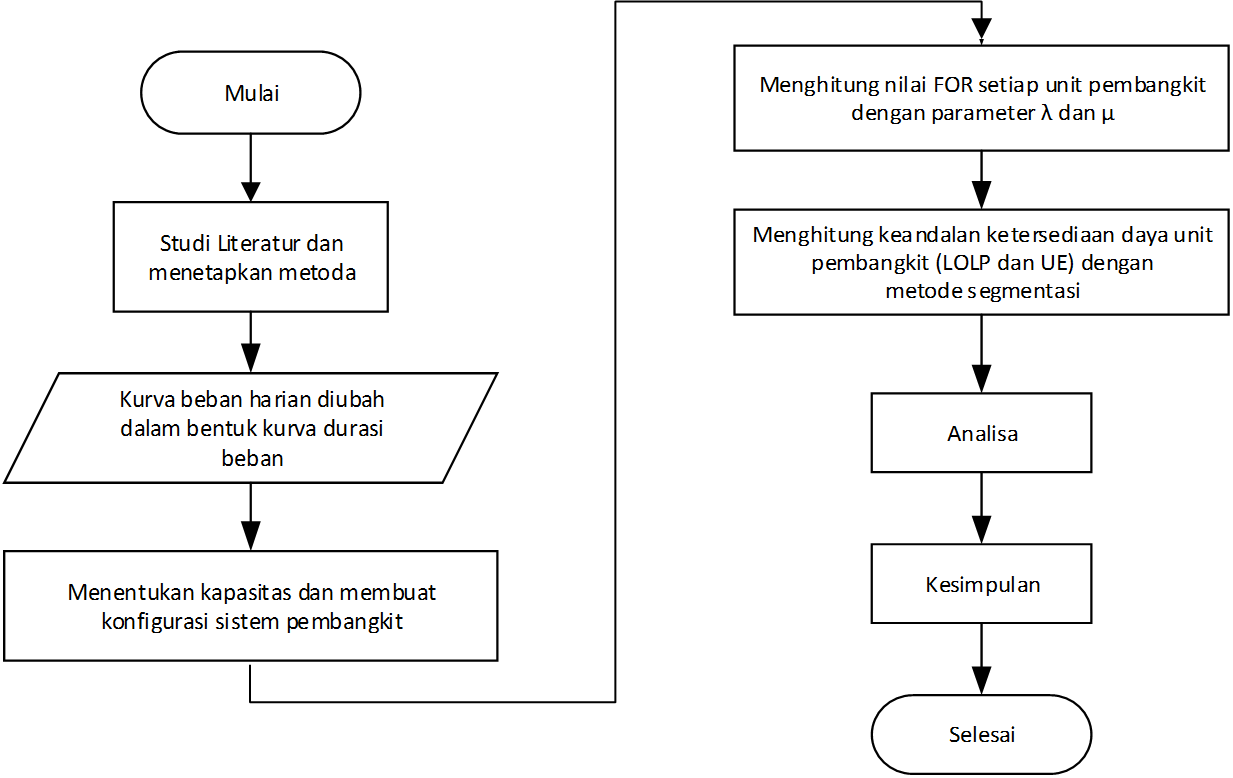 Mulai
Studi Literatur dan
menetapkan metoda
Kurva beban harian diubah
dalam bentuk kurva durasi
beban
Menentukan kapasitas dan membuat
konfigurasi sistem pembangkit
Menghitung nilai FOR setiap unit pembangkit
dengan parameter λ dan μ
Menghitung keandalan ketersediaan daya unit
pembangkit (LOLP dan UE) dengan
metode segmentasi
Analisa
Kesimpulan
Selesai